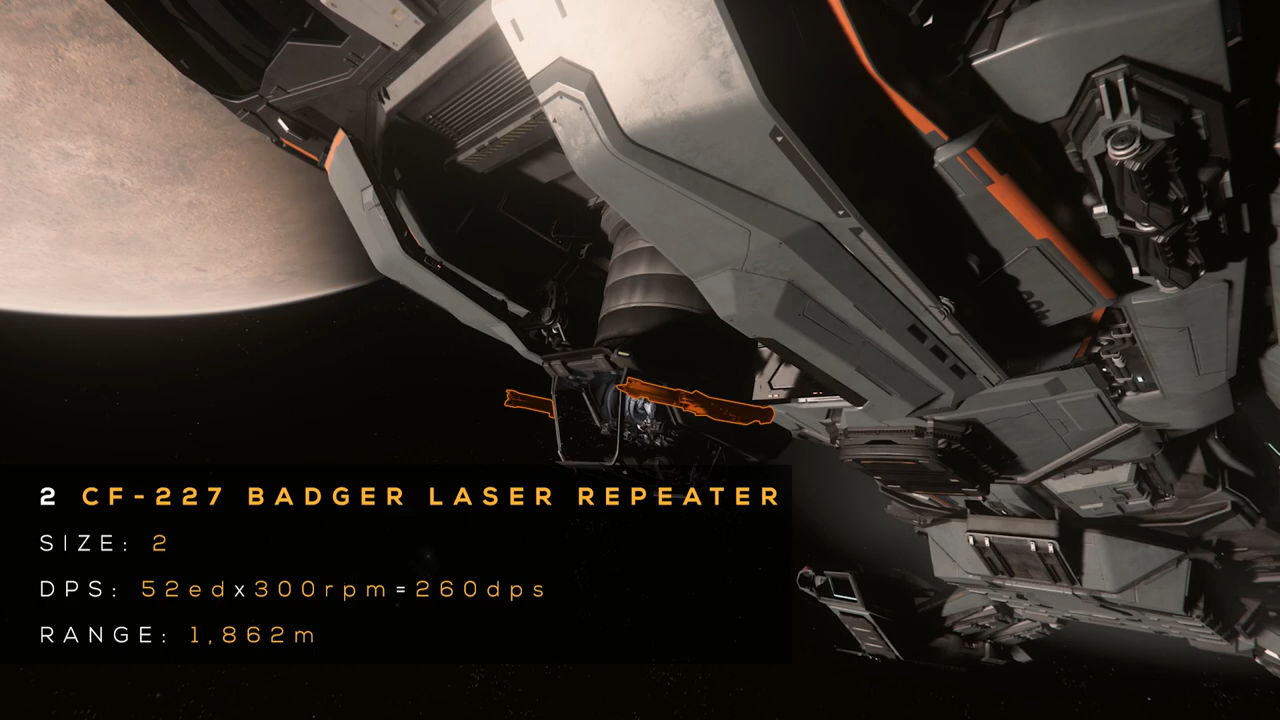 2 CF-227 BADGER LASER REPEATER
SIZE: 2
DPS: 52edx300rpm=260dps
RANGE: 1,862m